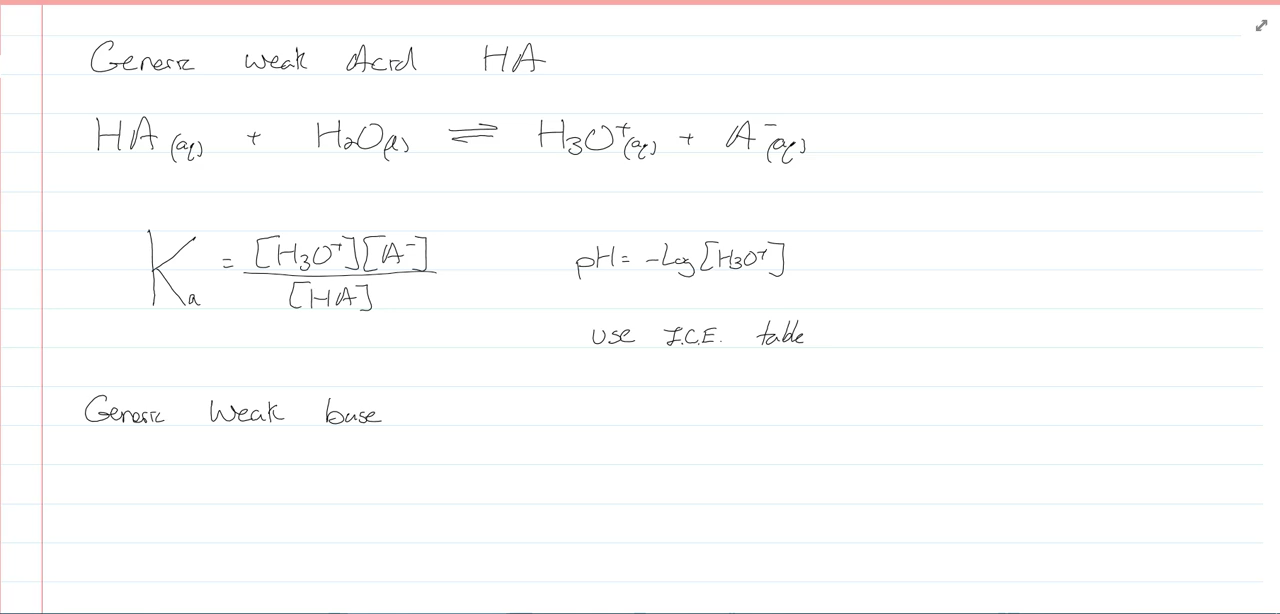 Generic weak Acid HA
HA (aq) + H2O(l) ⇌ H3O+(aq) + A-(aq)
Ka = [H3O+][A-] / [HA]
pH = -Log[H3O+]
use I.C.E. table
Generic Weak base